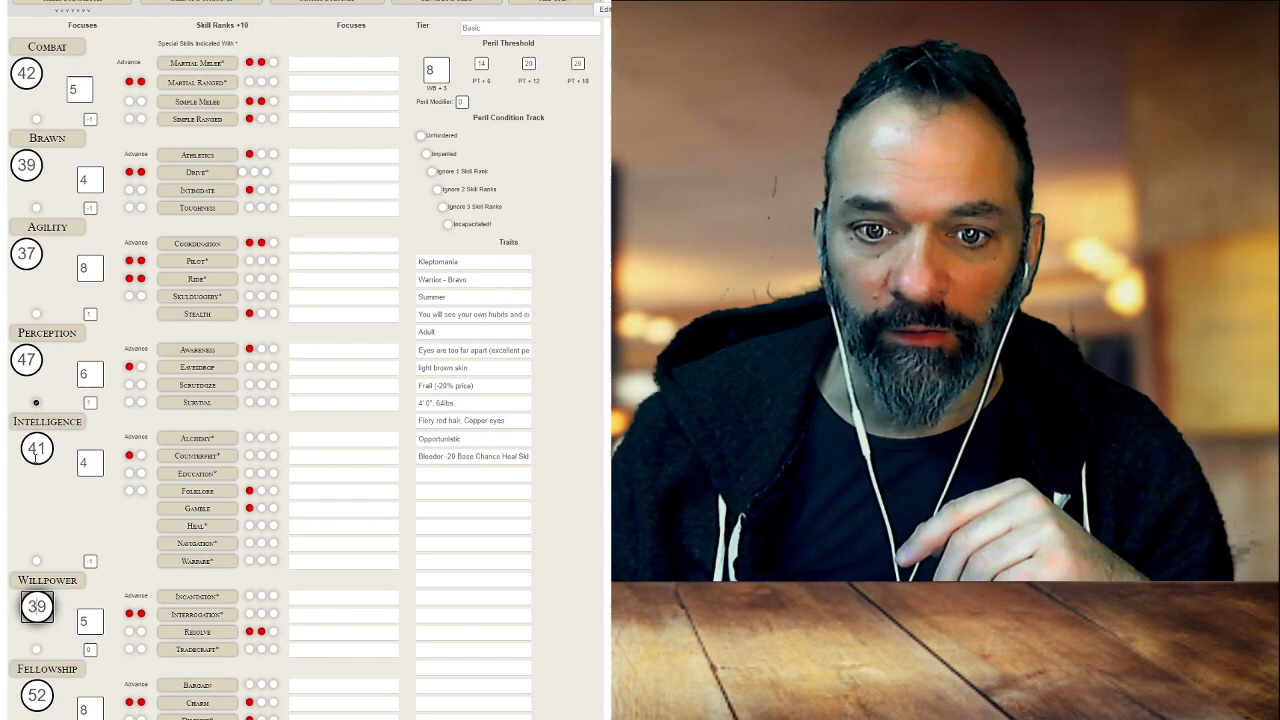 vvvvvvv
Edi
Focuses Skill Ranks +10 Focuses Tier: Basic
Special Skills Indicated With *
Peril Threshold
COMBAT
42
5
-1
Advance
MARTIAL MELEE*
MARTIAL RANGED*
SIMPLE MELEE
SIMPLE RANGED
8 14 20 26
WB + 3 PT + 6 PT + 12 PT + 18
Peril Modifier: 0
Peril Condition Track
Unhindered
Imperiled
Ignore 1 Skill Rank
Ignore 2 Skill Ranks
Ignore 3 Skill Ranks
Incapacitated!
BRAWN
39
4
-1
Advance
ATHLETICS
DRIVE*
INTIMIDATE
TOUGHNESS
AGILITY
37
8
1
Advance
COORDINATION
PILOT*
RIDE*
SKULDUGGERY*
STEALTH
Traits
Kleptomania
Warrior - Bravo
Summer
You will see your own hubris and
Adult
Eyes are too far apart (excellent pe
light brown skin
Frail (-20% price)
4' 0", 64lbs.
Fiery red hair, Copper eyes
Opportunistic
Bleeder -20 Base Chance Heal Ski
PERCEPTION
47
6
1
Advance
AWARENESS
EAVESDROP
SCRUTINIZE
SURVIVAL
INTELLIGENCE
41
4
-1
Advance
ALCHEMY*
COUNTERFEIT*
EDUCATION*
FOLKLORE
GAMBLE
HEAL*
NAVIGATION*
WARFARE*
WILLPOWER
39
5
0
Advance
INCANTATION*
INTERROGATION*
RESOLVE
TRADECRAFT*
FELLOWSHIP
52
8
Advance
BARGAIN
CHARM